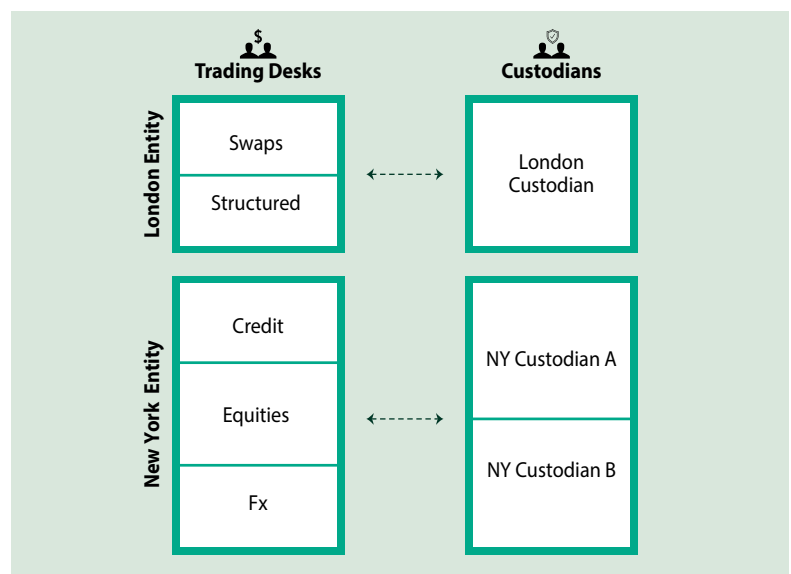 $
Trading Desks
Custodians
London Entity
Swaps
Structured
London
Custodian
New York Entity
Credit
Equities
Fx
NY Custodian A
NY Custodian B